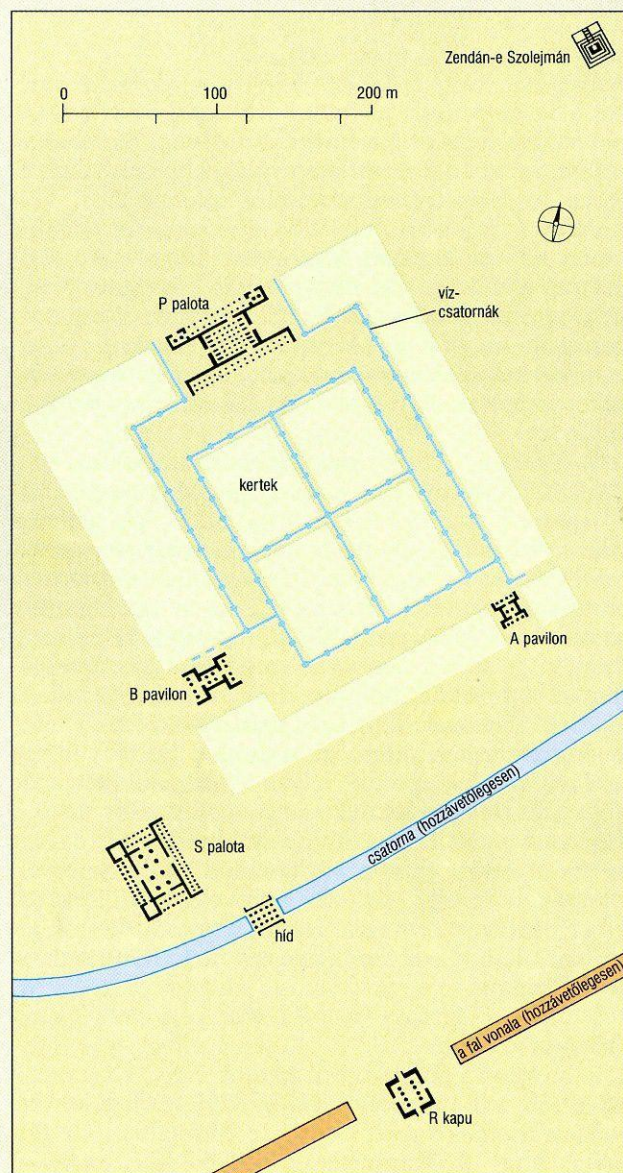 Zendán-e Szolejmán
0 100 200 m
P palota
víz-
csatornák
kertek
A pavilon
B pavilon
S palota
csatorna (hozzávetőlegesen)
híd
a fal vonala (hozzávetőlegesen)
R kapu